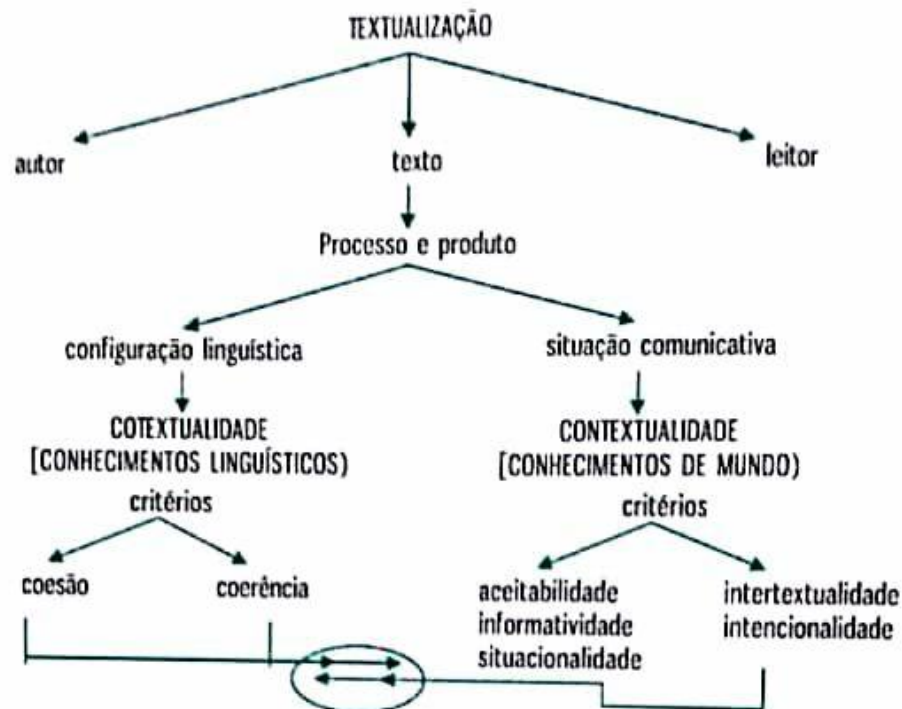 TEXTUALIZAÇÃO
autor
texto
leitor
Processo e produto
configuração linguística
situação comunicativa
COTEXTUALIDADE
[CONHECIMENTOS LINGUÍSTICOS)
critérios
coesão
coerência
CONTEXTUALIDADE
[CONHECIMENTOS DE MUNDO)
critérios
aceitabilidade
informatividade
situacionalidade
intertextualidade
intencionalidade